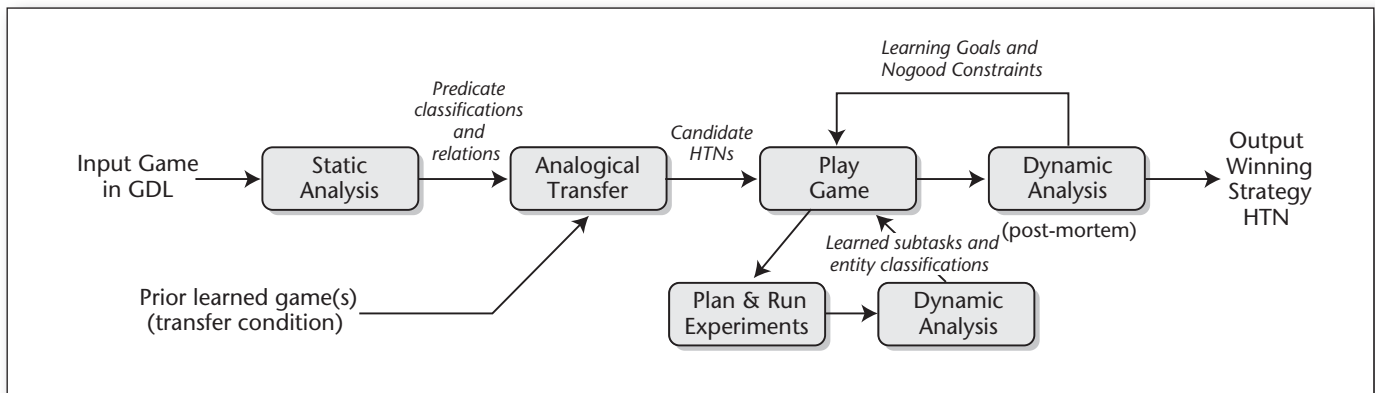 Learning Goals and
Nogood Constraints
Predicate
classifications
and
relations
Candidate
HTNs
Input Game
in GDL
Static
Analysis
Analogical
Transfer
Play
Game
Dynamic
Analysis
(post-mortem)
Output
Winning
Strategy
HTN
Learned subtasks and
entity classifications
Prior learned game(s)
(transfer condition)
Plan & Run
Experiments
Dynamic
Analysis